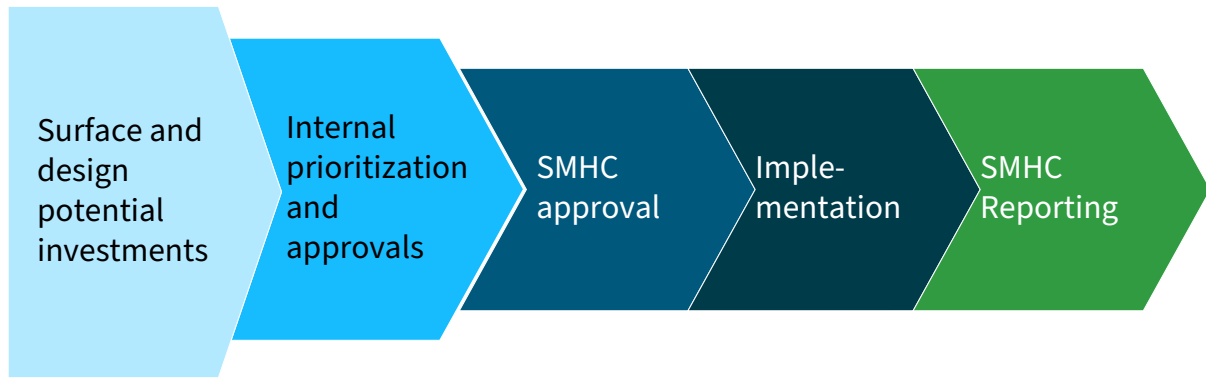 Surface and
design
potential
investments
Internal
prioritization
and
approvals
SMHC
approval
Imple-
mentation
SMHC
Reporting